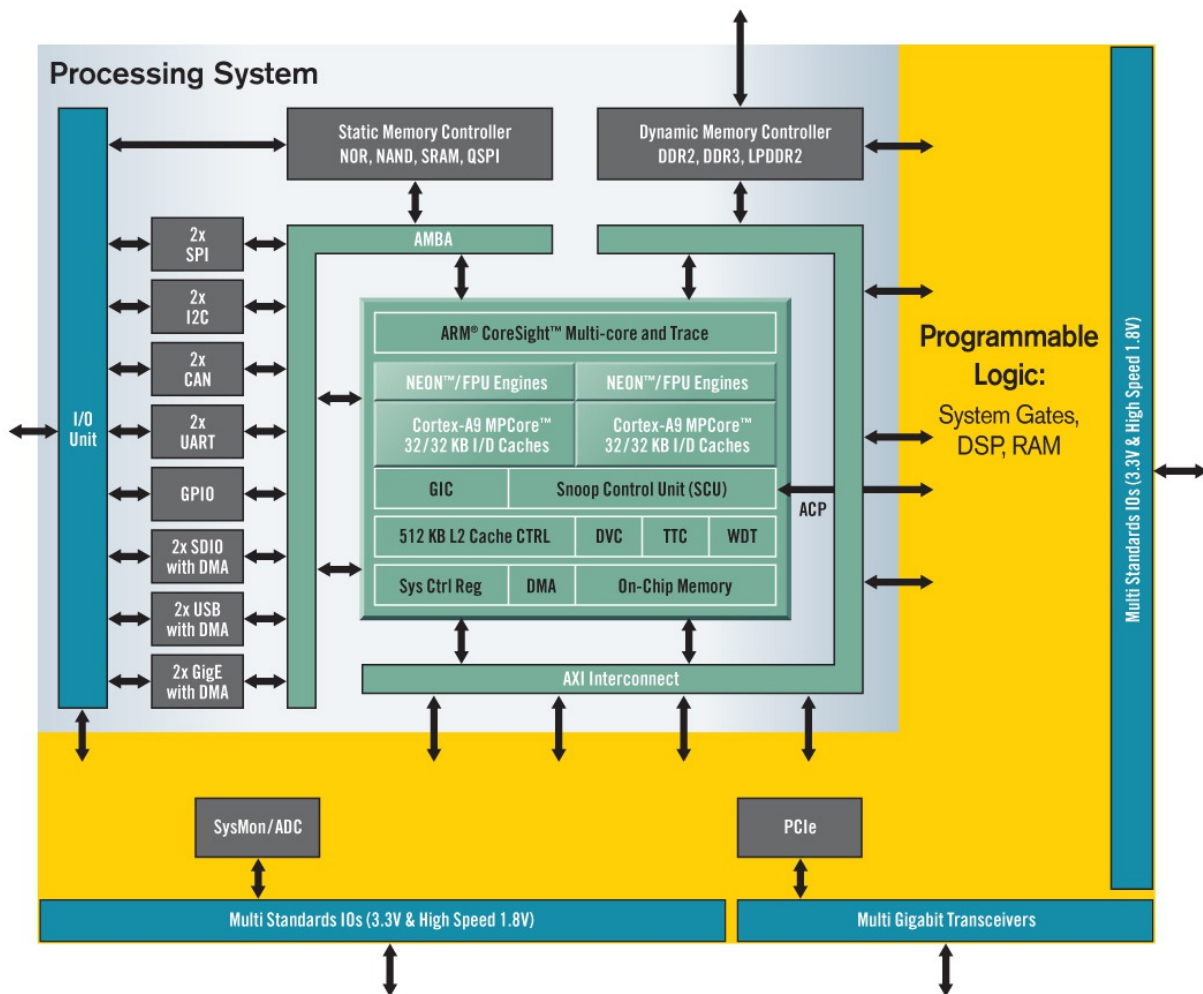 Processing System
Static Memory Controller
NOR, NAND, SRAM, QSPI
Dynamic Memory Controller
DDR2, DDR3, LPDDR2
I/O
Unit
2x
SPI
2x
I2C
2x
CAN
2x
UART
GPIO
2x SDIO
with DMA
2x USB
with DMA
2x GigE
with DMA
AMBA
ARM® CoreSight™ Multi-core and Trace
NEON™/FPU Engines
NEON™/FPU Engines
Cortex-A9 MPCore™
32/32 KB I/D Caches
Cortex-A9 MPCore™
32/32 KB I/D Caches
GIC
Snoop Control Unit (SCU)
512 KB L2 Cache CTRL
DVC
TTC
WDT
Sys Ctrl Reg
DMA
On-Chip Memory
ACP
AXI Interconnect
Programmable
Logic:
System Gates,
DSP, RAM
Multi Standards IOs (3.3V & High Speed 1.8V)
SysMon/ADC
PCIe
Multi Standards IOs (3.3V & High Speed 1.8V)
Multi Gigabit Transceivers